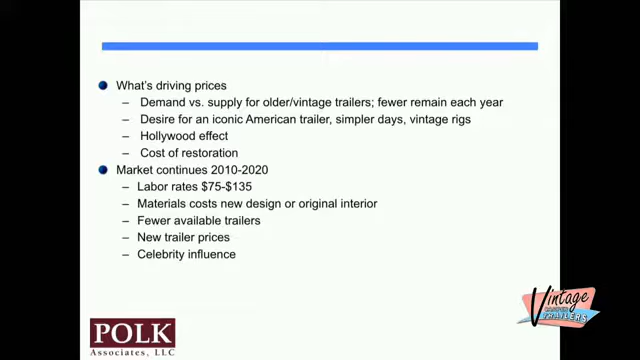 What's driving prices
– Demand vs. supply for older/vintage trailers; fewer remain each year
– Desire for an iconic American trailer, simpler days, vintage rigs
– Hollywood effect
– Cost of restoration
Market continues 2010-2020
– Labor rates $75-$135
– Materials costs new design or original interior
– Fewer available trailers
– New trailer prices
– Celebrity influence
Vintage
TRAILERS
POLK
Associates, LLC